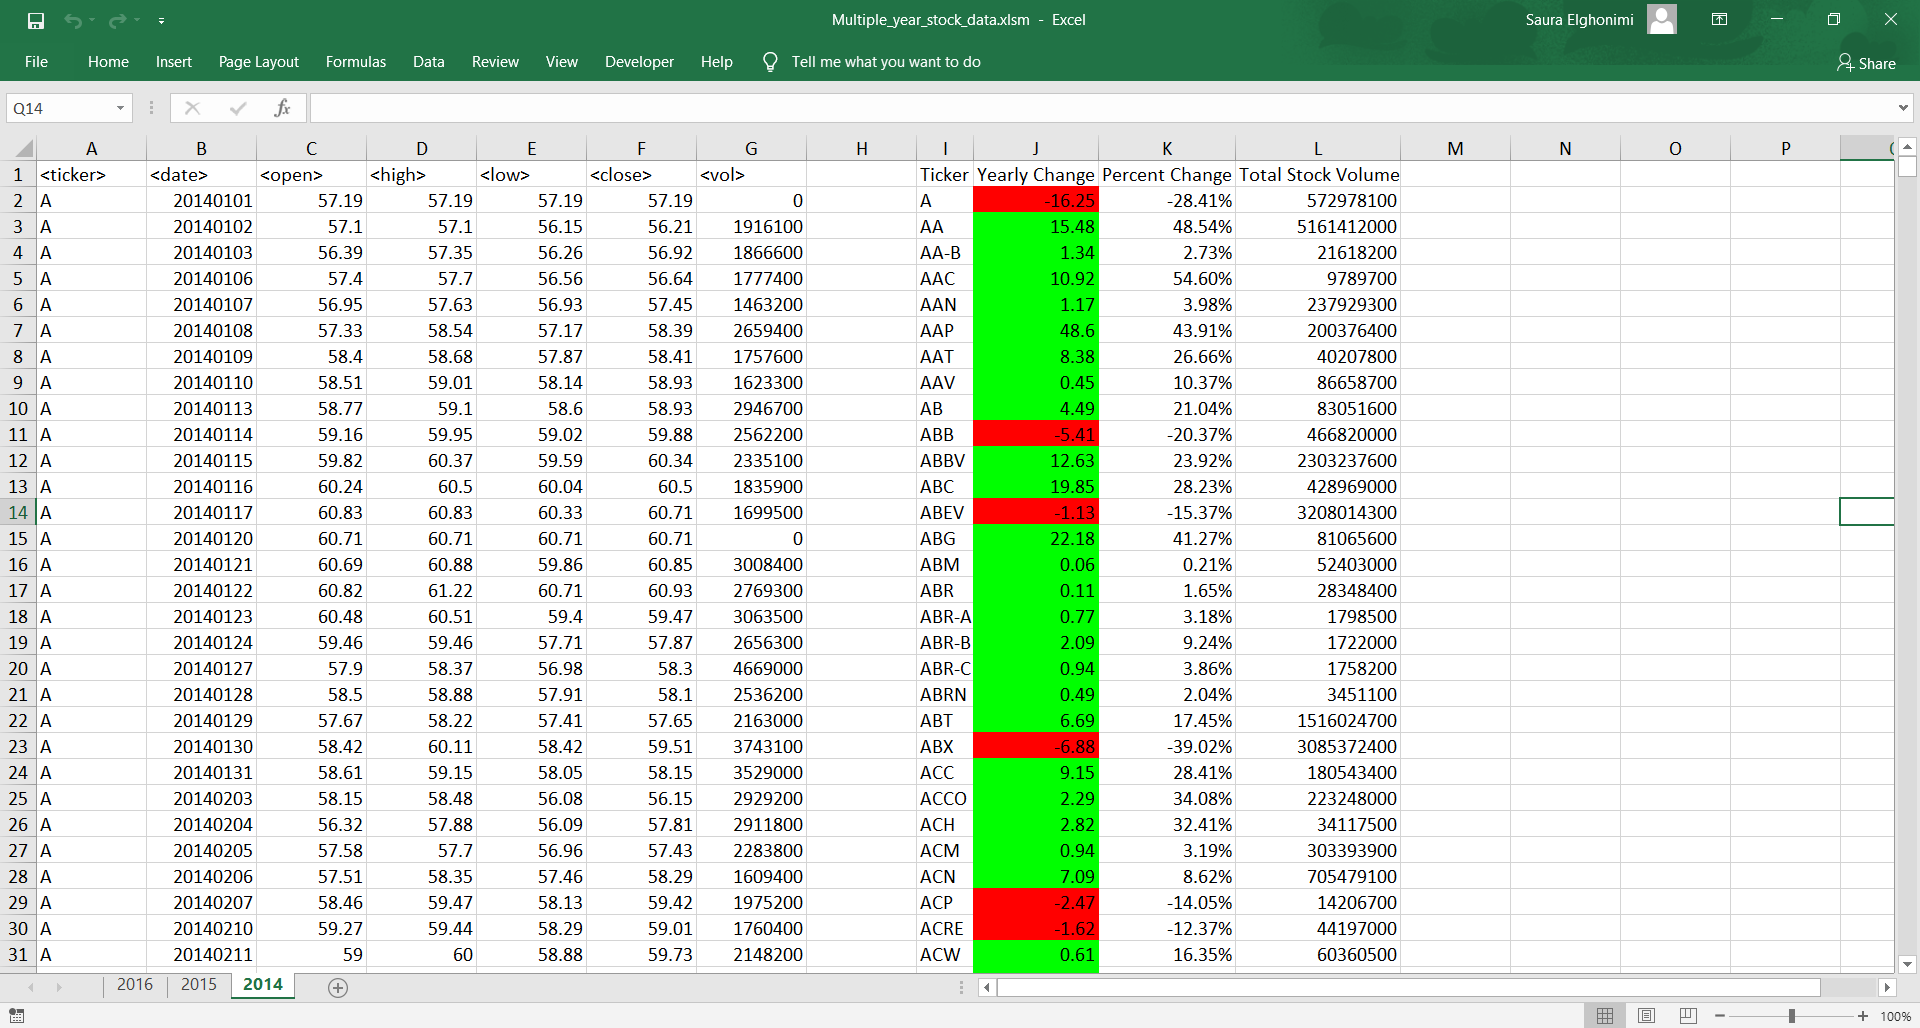 Multiple_year_stock_data.xlsm - Excel
Saura Elghonimi
File Home Insert Page Layout Formulas Data Review View Developer Help Tell me what you want to do Share
Q14 fx
A B C D E F G H I J K L M N O P
1 <ticker> <date> <open> <high> <low> <close> <vol> Ticker Yearly Change Percent Change Total Stock Volume
2 A 20140101 57.19 57.19 57.19 57.19 0 A -16.25 -28.41% 572978100
3 A 20140102 57.1 57.1 56.15 56.21 1916100 AA 15.48 48.54% 5161412000
4 A 20140103 56.39 57.35 56.26 56.92 1866600 AA-B 1.34 2.73% 21618200
5 A 20140106 57.4 57.7 56.56 56.64 1777400 AAC 10.92 54.60% 9789700
6 A 20140107 56.95 57.63 56.93 57.45 1463200 AAN 1.17 3.98% 237929300
7 A 20140108 57.33 58.54 57.17 58.39 2659400 AAP 48.6 43.91% 200376400
8 A 20140109 58.4 58.68 57.87 58.41 1757600 AAT 8.38 26.66% 40207800
9 A 20140110 58.51 59.01 58.14 58.93 1623300 AAV 0.45 10.37% 86658700
10 A 20140113 58.77 59.1 58.6 58.93 2946700 AB 4.49 21.04% 83051600
11 A 20140114 59.16 59.95 59.02 59.88 2562200 ABB -5.41 -20.37% 466820000
12 A 20140115 59.82 60.37 59.59 60.34 2335100 ABBV 12.63 23.92% 2303237600
13 A 20140116 60.24 60.5 60.04 60.5 1835900 ABC 19.85 28.23% 428969000
14 A 20140117 60.83 60.83 60.33 60.71 1699500 ABEV -1.13 -15.37% 3208014300
15 A 20140120 60.71 60.71 60.71 60.71 0 ABG 22.18 41.27% 81065600
16 A 20140121 60.69 60.88 59.86 60.85 3008400 ABM 0.06 0.21% 52403000
17 A 20140122 60.82 61.22 60.71 60.93 2769300 ABR 0.11 1.65% 28348400
18 A 20140123 60.48 60.51 59.4 59.47 3063500 ABR-A 0.77 3.18% 1798500
19 A 20140124 59.46 59.46 57.71 57.87 2656300 ABR-B 2.09 9.24% 1722000
20 A 20140127 57.9 58.37 56.98 58.3 4669000 ABR-C 0.94 3.86% 1758200
21 A 20140128 58.5 58.88 57.91 58.1 2536200 ABRN 0.49 2.04% 3451100
22 A 20140129 57.67 58.22 57.41 57.65 2163000 ABT 6.69 17.45% 1516024700
23 A 20140130 58.42 60.11 58.42 59.51 3743100 ABX -6.88 -39.02% 3085372400
24 A 20140131 58.61 59.15 58.05 58.15 3529000 ACC 9.15 28.41% 180543400
25 A 20140203 58.15 58.48 56.08 56.15 2929200 ACCO 2.29 34.08% 223248000
26 A 20140204 56.32 57.88 56.09 57.81 2911800 ACH 2.82 32.41% 34117500
27 A 20140205 57.58 57.7 56.96 57.43 2283800 ACM 0.94 3.19% 303393900
28 A 20140206 57.51 58.35 57.46 58.29 1609400 ACN 7.09 8.62% 705479100
29 A 20140207 58.46 59.47 58.13 59.42 1975200 ACP -2.47 -14.05% 14206700
30 A 20140210 59.27 59.44 58.29 59.01 1760400 ACRE -1.62 -12.37% 44197000
31 A 20140211 59 60 58.88 59.73 2148200 ACW 0.61 16.35% 60360500
2016 2015 2014
100%